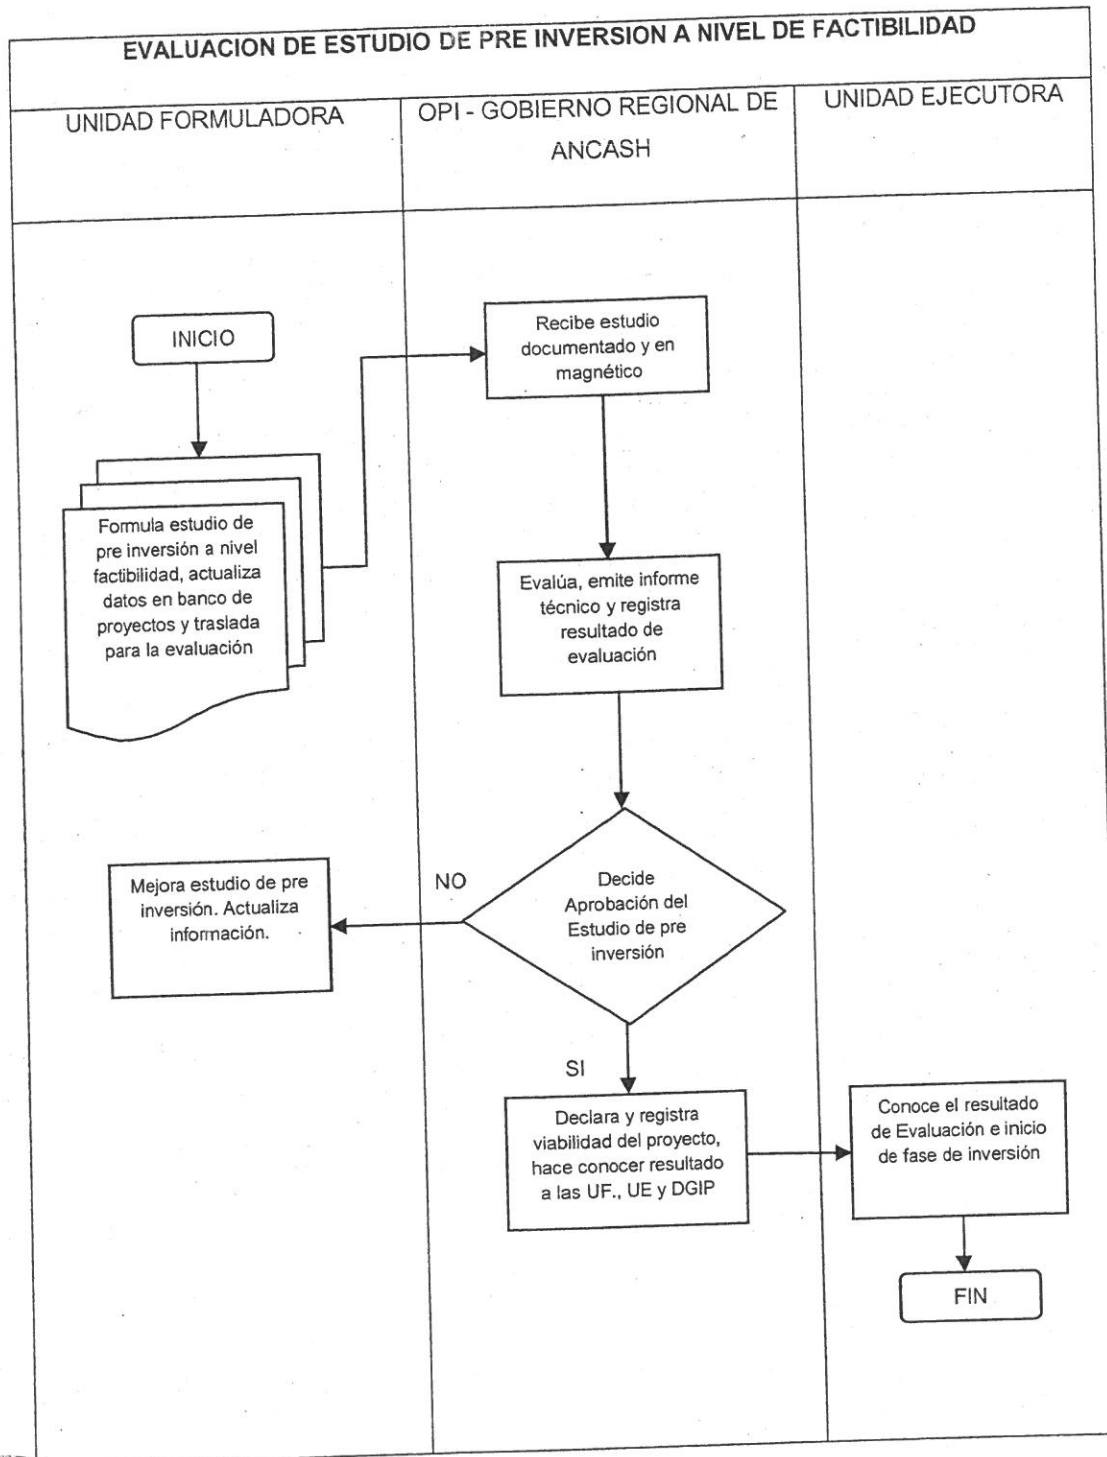 EVALUACION DE ESTUDIO DE PRE INVERSION A NIVEL DE FACTIBILIDAD
UNIDAD FORMULADORA
OPI - GOBIERNO REGIONAL DE
ANCASH
UNIDAD EJECUTORA
INICIO
Recibe estudio
documentado y en
magnético
Formula estudio de
pre inversión a nivel
factibilidad, actualiza
datos en banco de
proyectos y traslada
para la evaluación
Evalúa, emite informe
técnico y registra
resultado de
evaluación
Decide
Aprobación del
Estudio de pre
inversión
NO
Mejora estudio de pre
inversión. Actualiza
información.
SI
Declara y registra
viabilidad del proyecto,
hace conocer resultado
a las UF., UE y DGIP
Conoce el resultado
de Evaluación e inicio
de fase de inversión
FIN